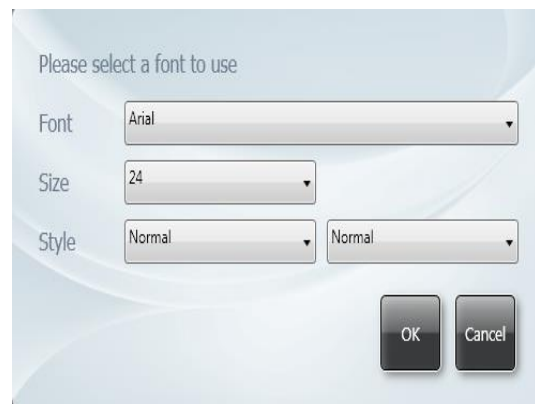 Please select a font to use
Font Arial
Size 24
Style Normal Normal
OK Cancel